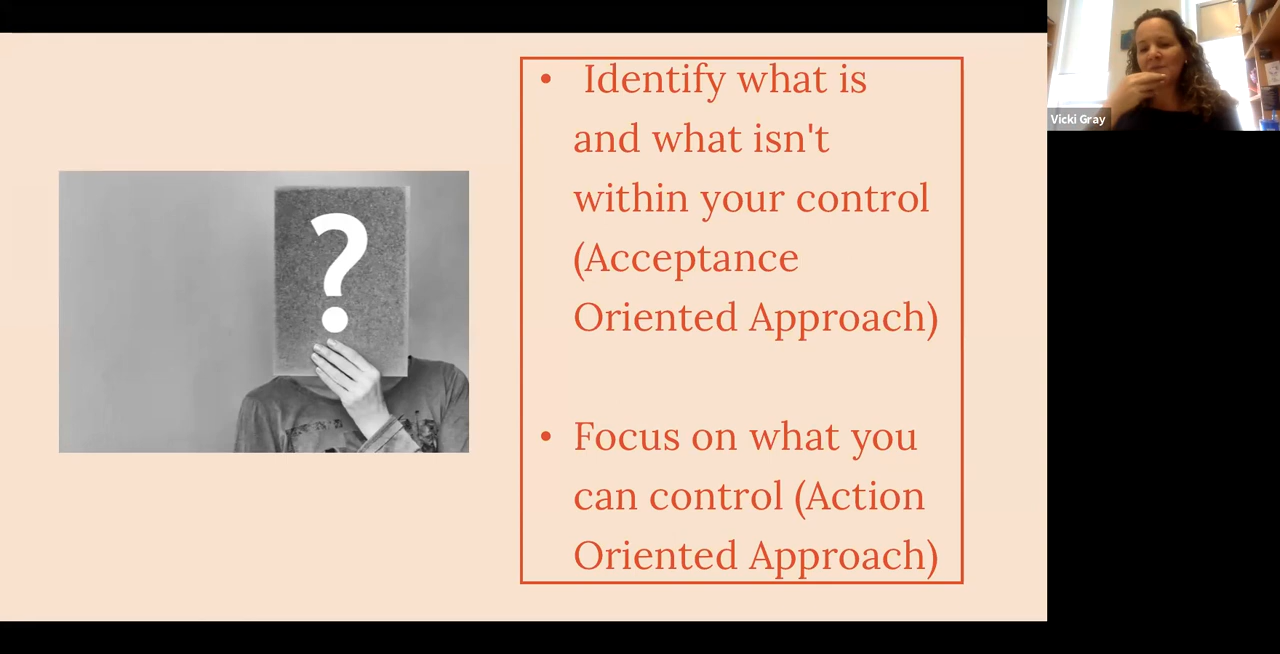 • Identify what is
and what isn't
within your control
(Acceptance
Oriented Approach)
• Focus on what you
can control (Action
Oriented Approach)
?
Vicki Gray